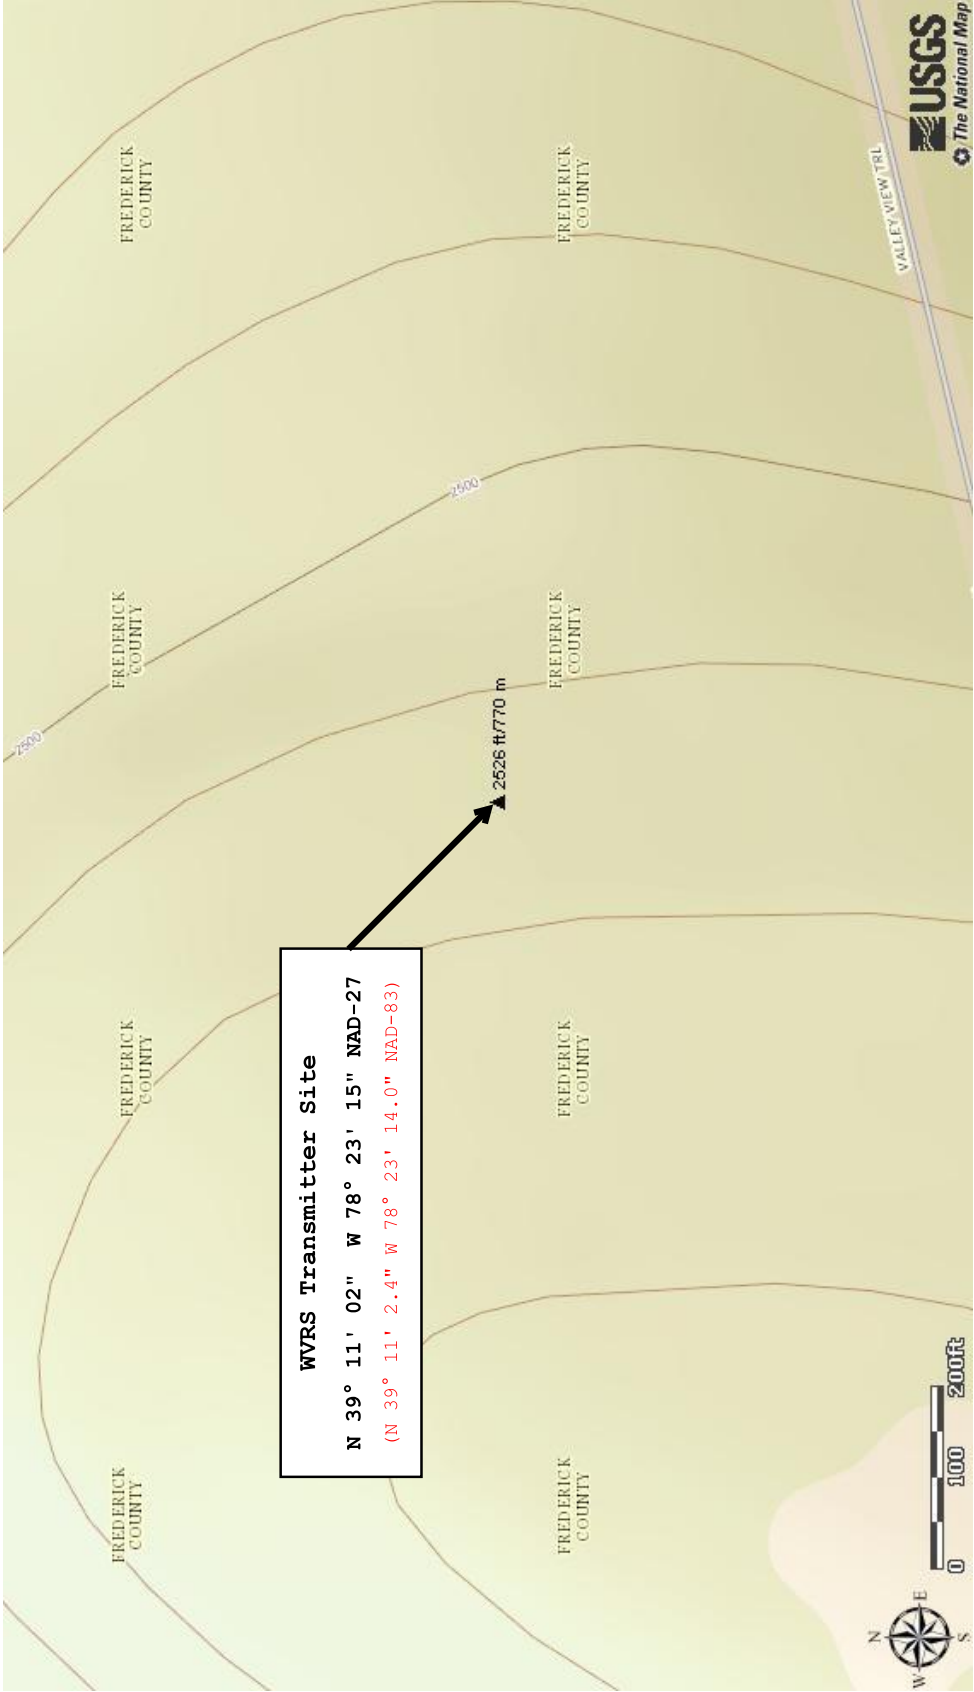 2500
FREDERICK
COUNTY
FREDERICK
COUNTY
FREDERICK
COUNTY
FREDERICK
COUNTY
WVRS Transmitter Site
N 39° 11' 02"  W 78° 23' 15" NAD-27
(N 39° 11' 2.4" W 78° 23' 14.0" NAD-83)
2500
2526 ft/770 m
FREDERICK
COUNTY
FREDERICK
COUNTY
FREDERICK
COUNTY
FREDERICK
COUNTY
VALLEY VIEW TRL
N
W E
S
0 100 200ft
USGS
The National Map